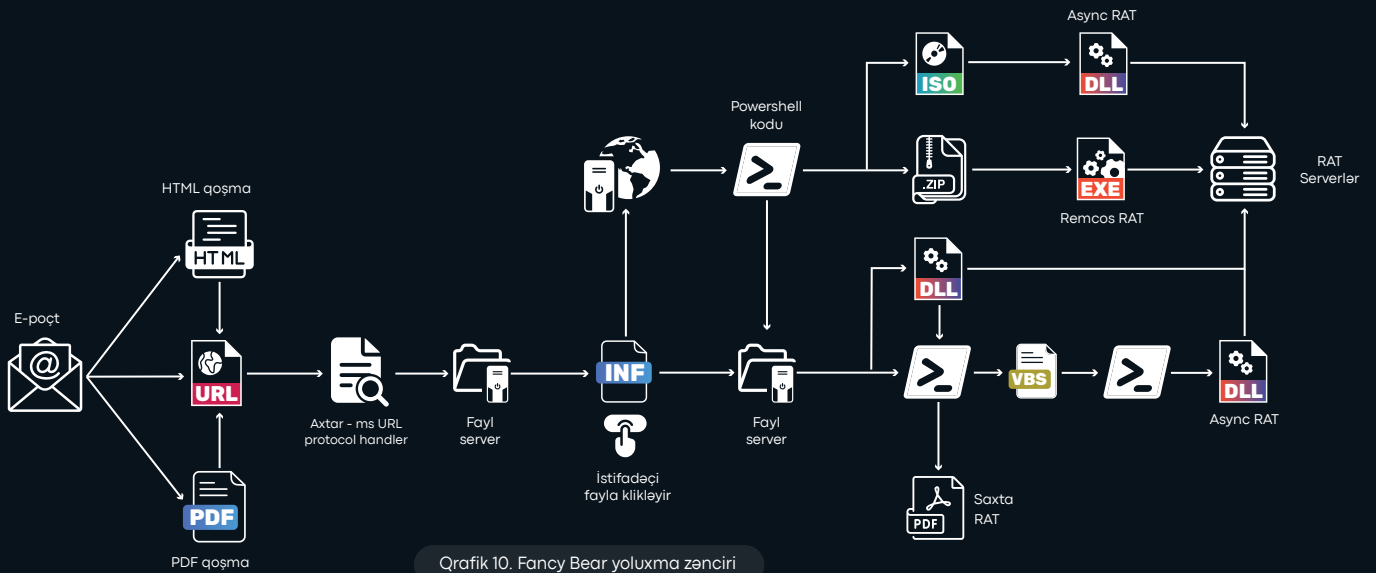 Async RAT
ISO
DLL
Powershell
kodu
.ZIP
EXE
RAT
Serverlər
Remcos RAT
HTML qoşma
HTML
DLL
E-poçt
@
URL
INF
VBS
DLL
Axtar - ms URL
protocol handler
Fayl
server
Fayl
server
Async RAT
İstifadəçi
fayla klikləyir
PDF
PDF
Saxta
RAT
PDF qoşma
Qrafik 10. Fancy Bear yoluxma zənciri